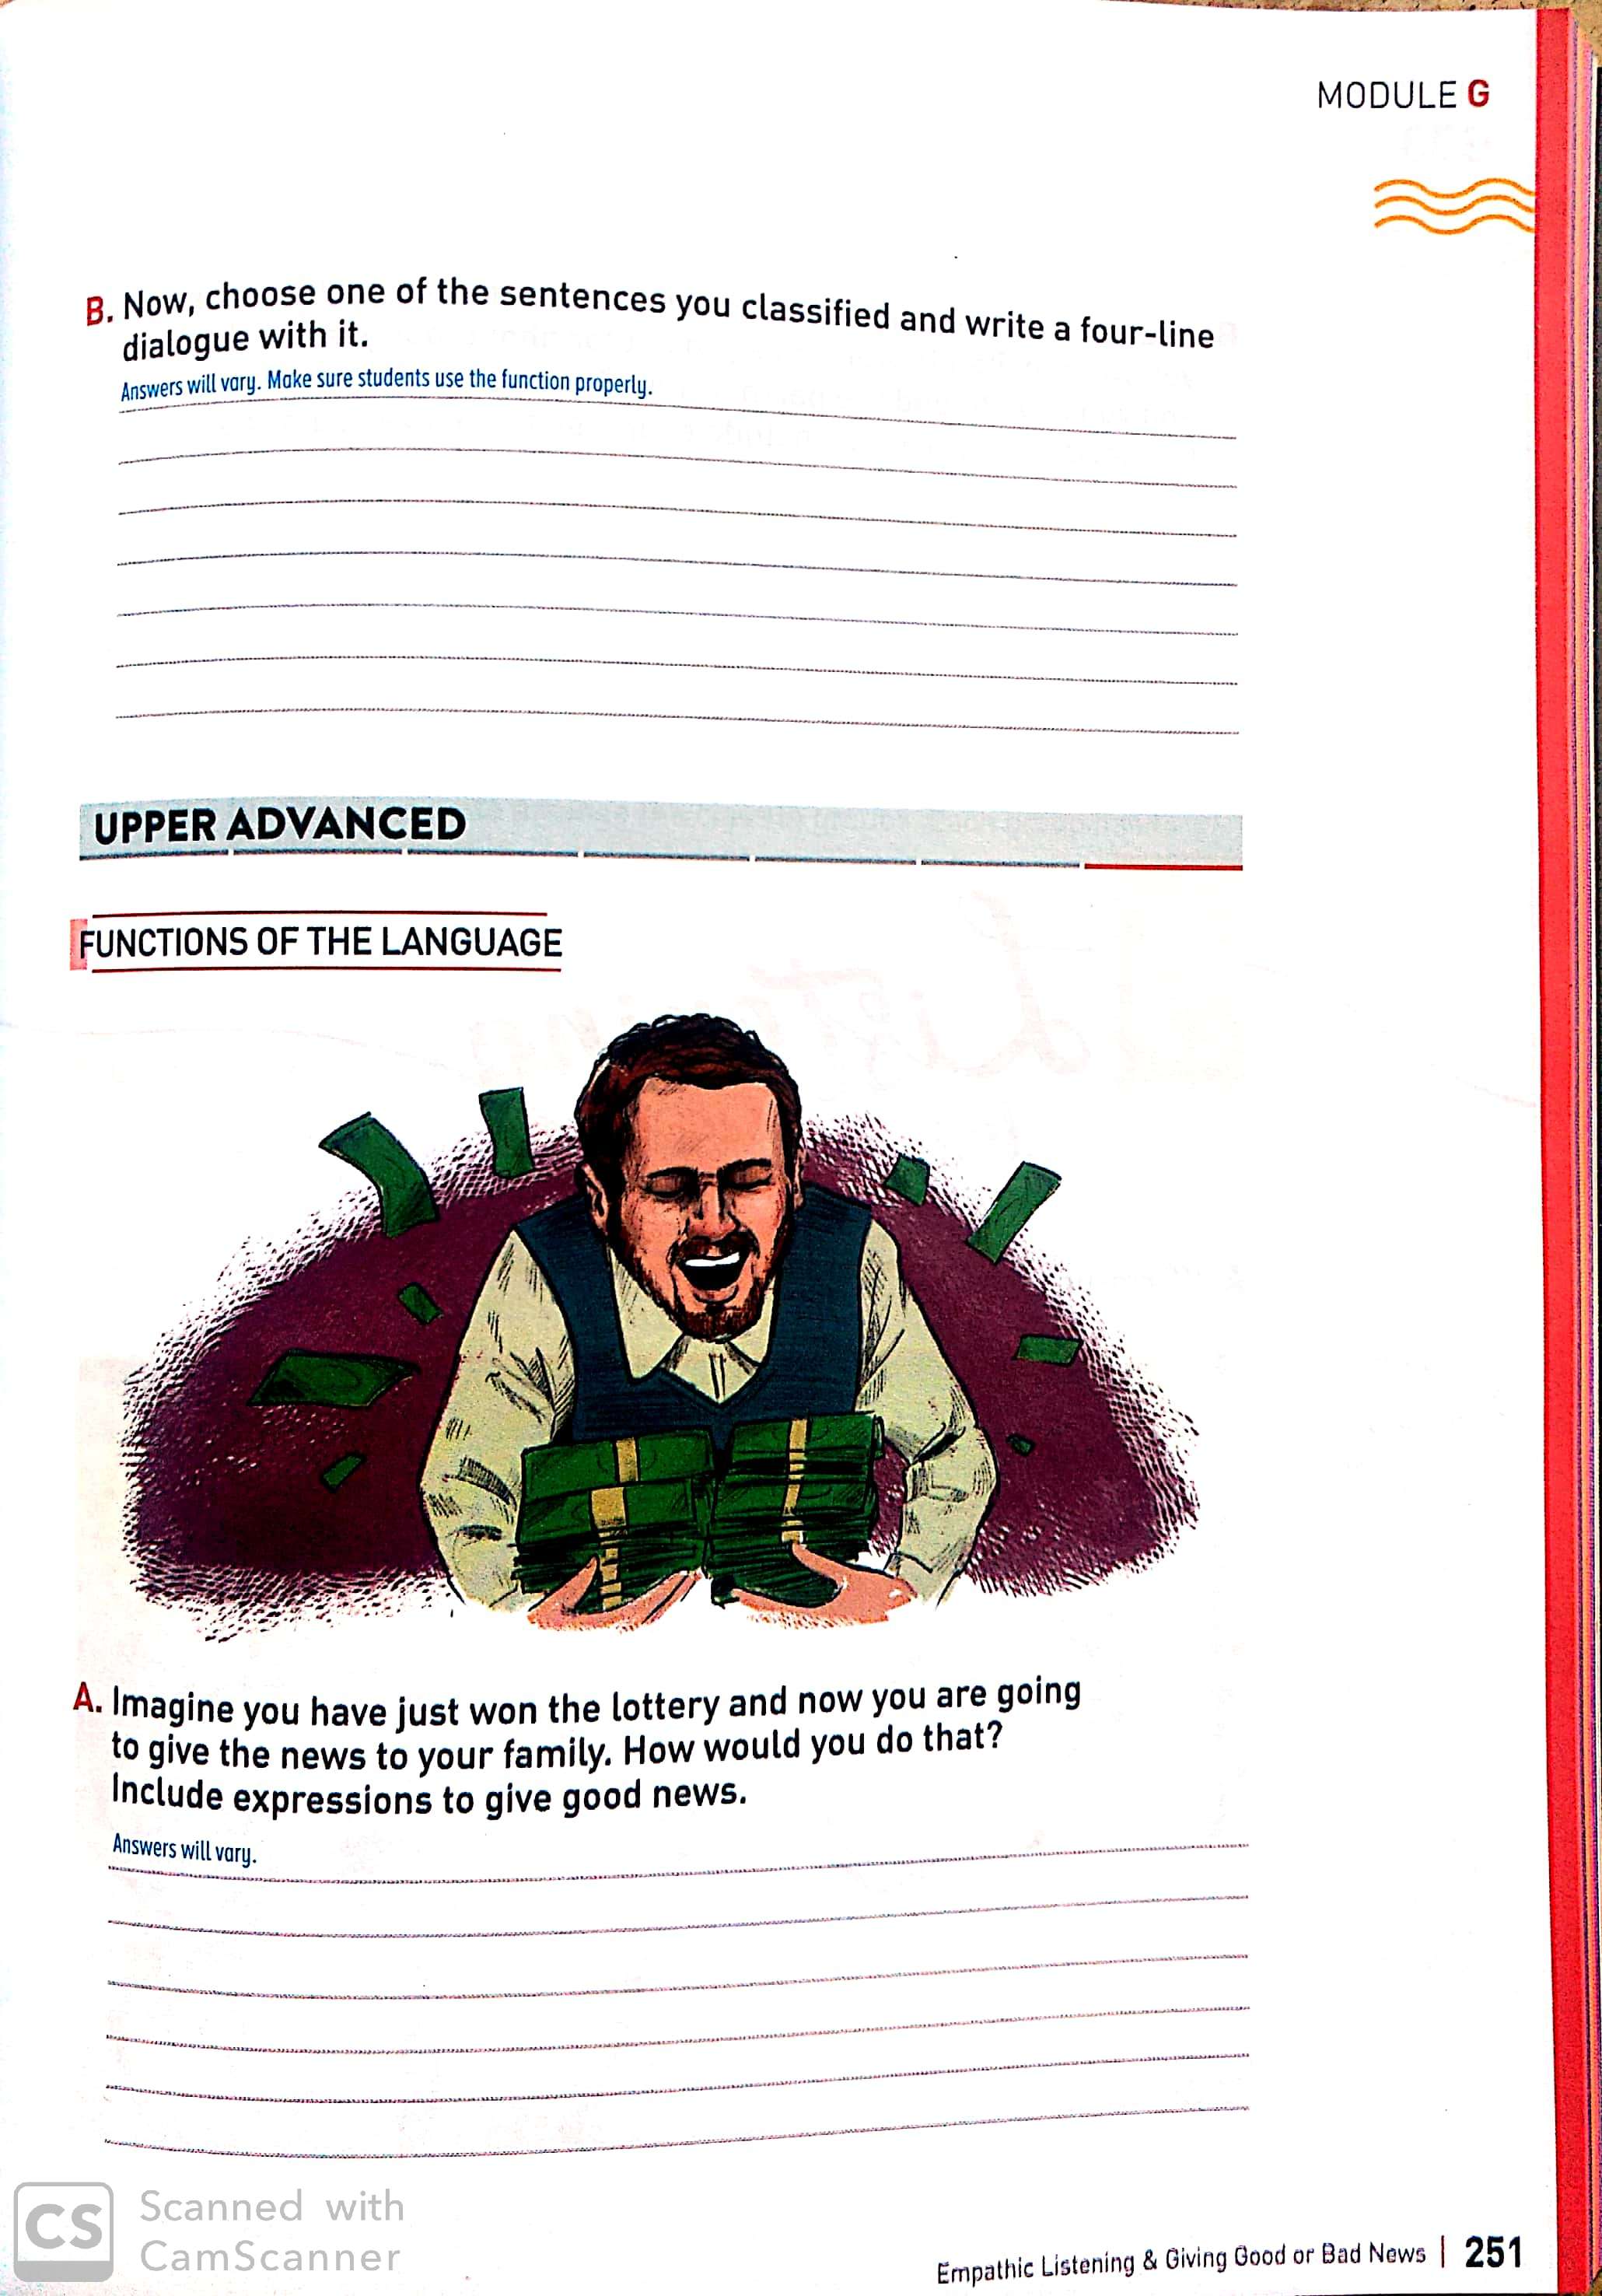 MODULE G
B. Now, choose one of the sentences you classified and write a four-line
dialogue with it.
Answers will vary. Make sure students use the function properly.
UPPER ADVANCED
FUNCTIONS OF THE LANGUAGE
A. Imagine you have just won the lottery and now you are going
to give the news to your family. How would you do that?
Include expressions to give good news.
Answers will vary.
CS Scanned with
CamScanner
Empathic Listening & Giving Good or Bad News | 251